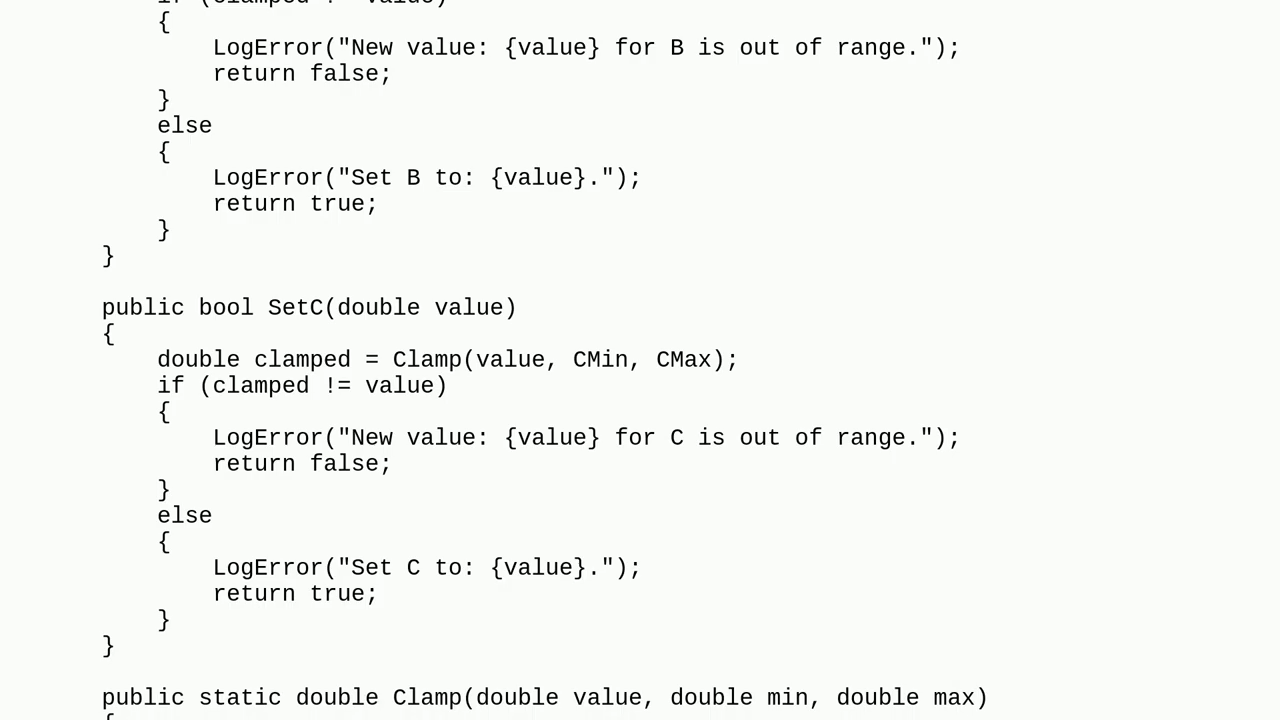 if (clamped != value)
{
LogError("New value: {value} for B is out of range.");
return false;
}
else
{
LogError("Set B to: {value}.");
return true;
}
}
public bool SetC(double value)
{
double clamped = Clamp(value, CMin, CMax);
if (clamped != value)
{
LogError("New value: {value} for C is out of range.");
return false;
}
else
{
LogError("Set C to: {value}.");
return true;
}
}
public static double Clamp(double value, double min, double max)
{